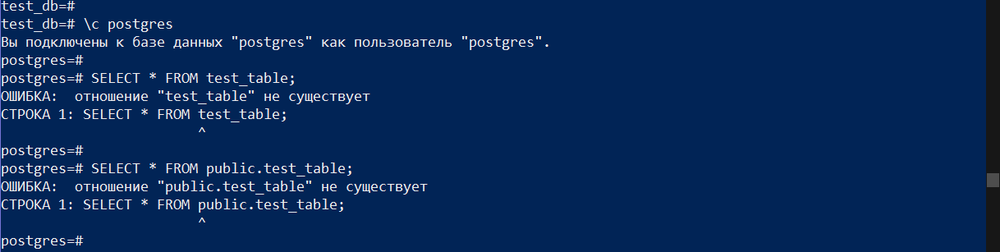 test_db=#
test_db=# \c postgres
Вы подключены к базе данных "postgres" как пользователь "postgres".
postgres=#
postgres=# SELECT * FROM test_table;
ОШИБКА:  отношение "test_table" не существует
СТРОКА 1: SELECT * FROM test_table;
                        ^
postgres=#
postgres=# SELECT * FROM public.test_table;
ОШИБКА:  отношение "public.test_table" не существует
СТРОКА 1: SELECT * FROM public.test_table;
                        ^
postgres=#